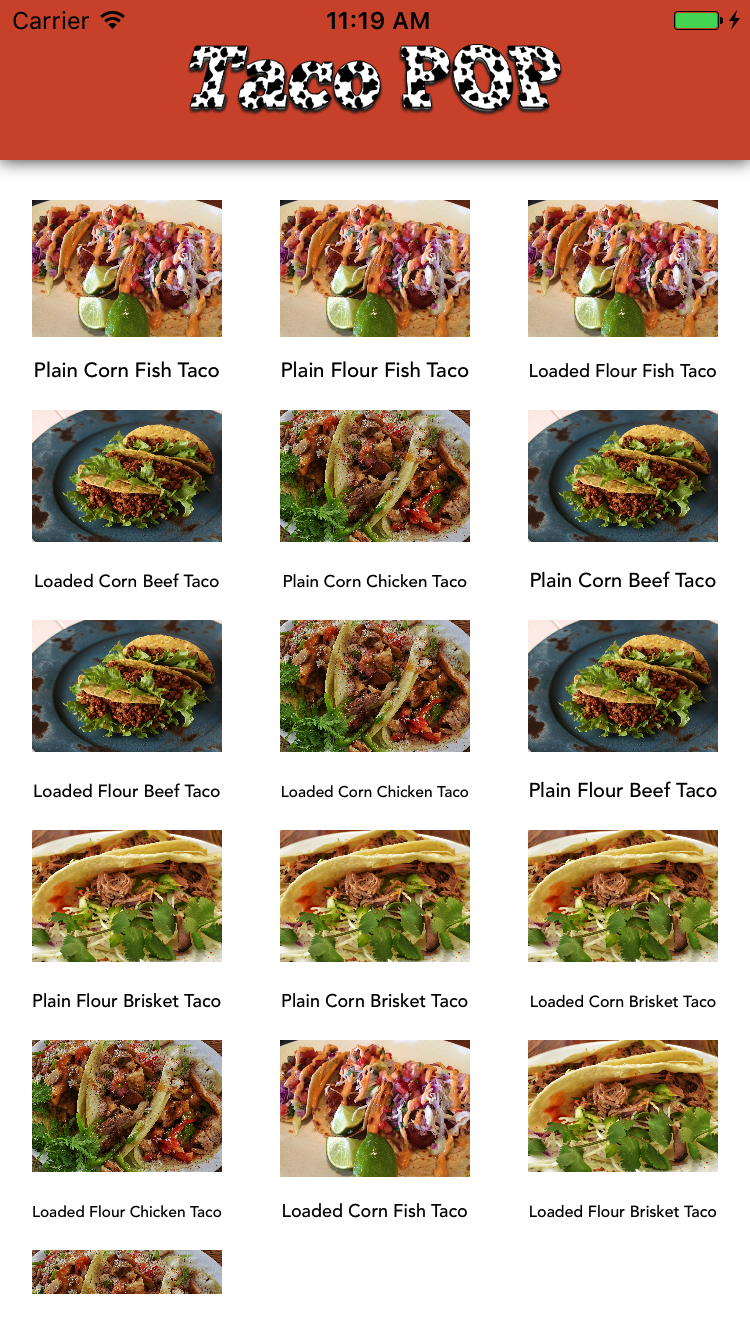 Carrier 11:19 AM
Taco POP
Plain Corn Fish Taco Plain Flour Fish Taco Loaded Flour Fish Taco
Loaded Corn Beef Taco Plain Corn Chicken Taco Plain Corn Beef Taco
Loaded Flour Beef Taco Loaded Corn Chicken Taco Plain Flour Beef Taco
Plain Flour Brisket Taco Plain Corn Brisket Taco Loaded Corn Brisket Taco
Loaded Flour Chicken Taco Loaded Corn Fish Taco Loaded Flour Brisket Taco